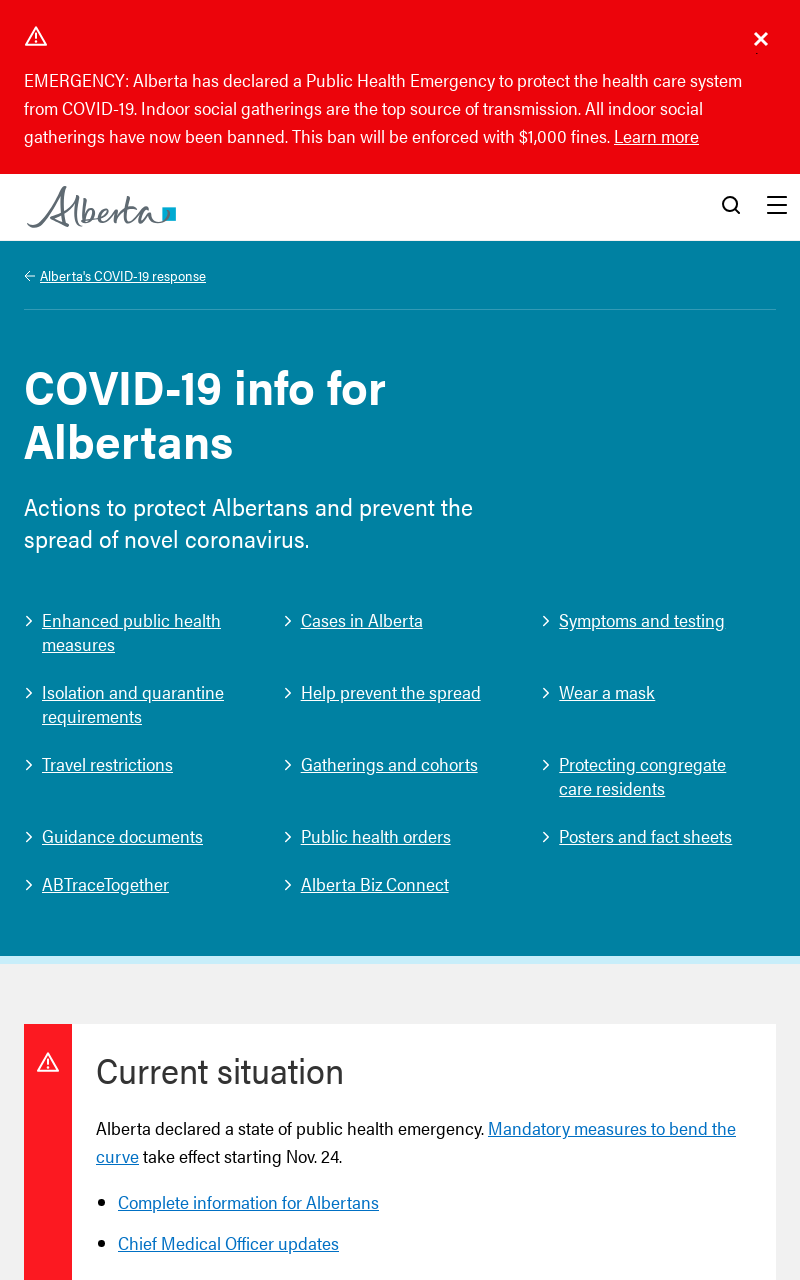 EMERGENCY: Alberta has declared a Public Health Emergency to protect the health care system
from COVID-19. Indoor social gatherings are the top source of transmission. All indoor social
gatherings have now been banned. This ban will be enforced with $1,000 fines. Learn more
Alberta
Alberta's COVID-19 response
COVID-19 info for
Albertans
Actions to protect Albertans and prevent the
spread of novel coronavirus.
Enhanced public health
measures
Cases in Alberta
Symptoms and testing
Isolation and quarantine
requirements
Help prevent the spread
Wear a mask
Travel restrictions
Gatherings and cohorts
Protecting congregate
care residents
Guidance documents
Public health orders
Posters and fact sheets
ABTraceTogether
Alberta Biz Connect
Current situation
Alberta declared a state of public health emergency. Mandatory measures to bend the
curve take effect starting Nov. 24.
Complete information for Albertans
Chief Medical Officer updates